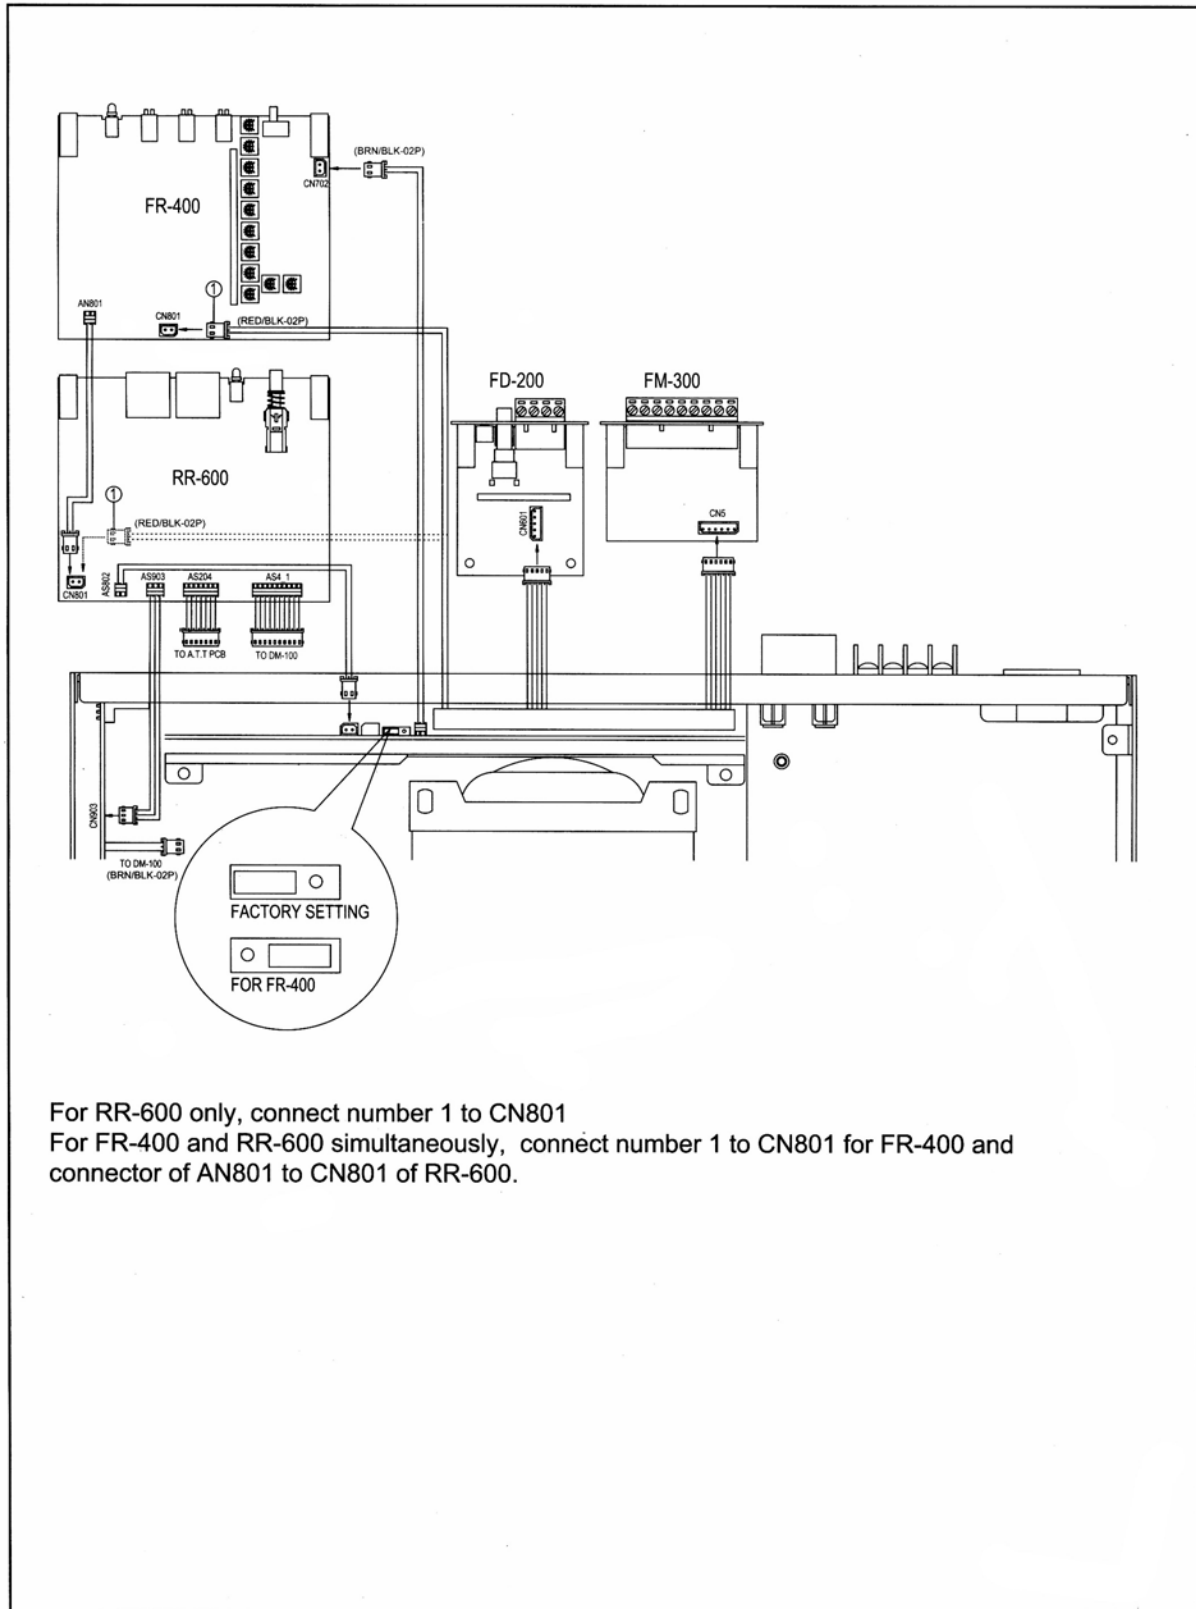 (BRN/BLK-02P)
CN702
FR-400
1
AN801
CN801
(RED/BLK-02P)
FD-200
FM-300
RR-600
1
(RED/BLK-02P)
CN601
CN5
CN801
AS802
AS903
AS204
AS4 1
TO A.T.T PCB
TO DM-100
CN903
TO DM-100
(BRN/BLK-02P)
FACTORY SETTING
FOR FR-400
For RR-600 only, connect number 1 to CN801
For FR-400 and RR-600 simultaneously, connect number 1 to CN801 for FR-400 and
connector of AN801 to CN801 of RR-600.